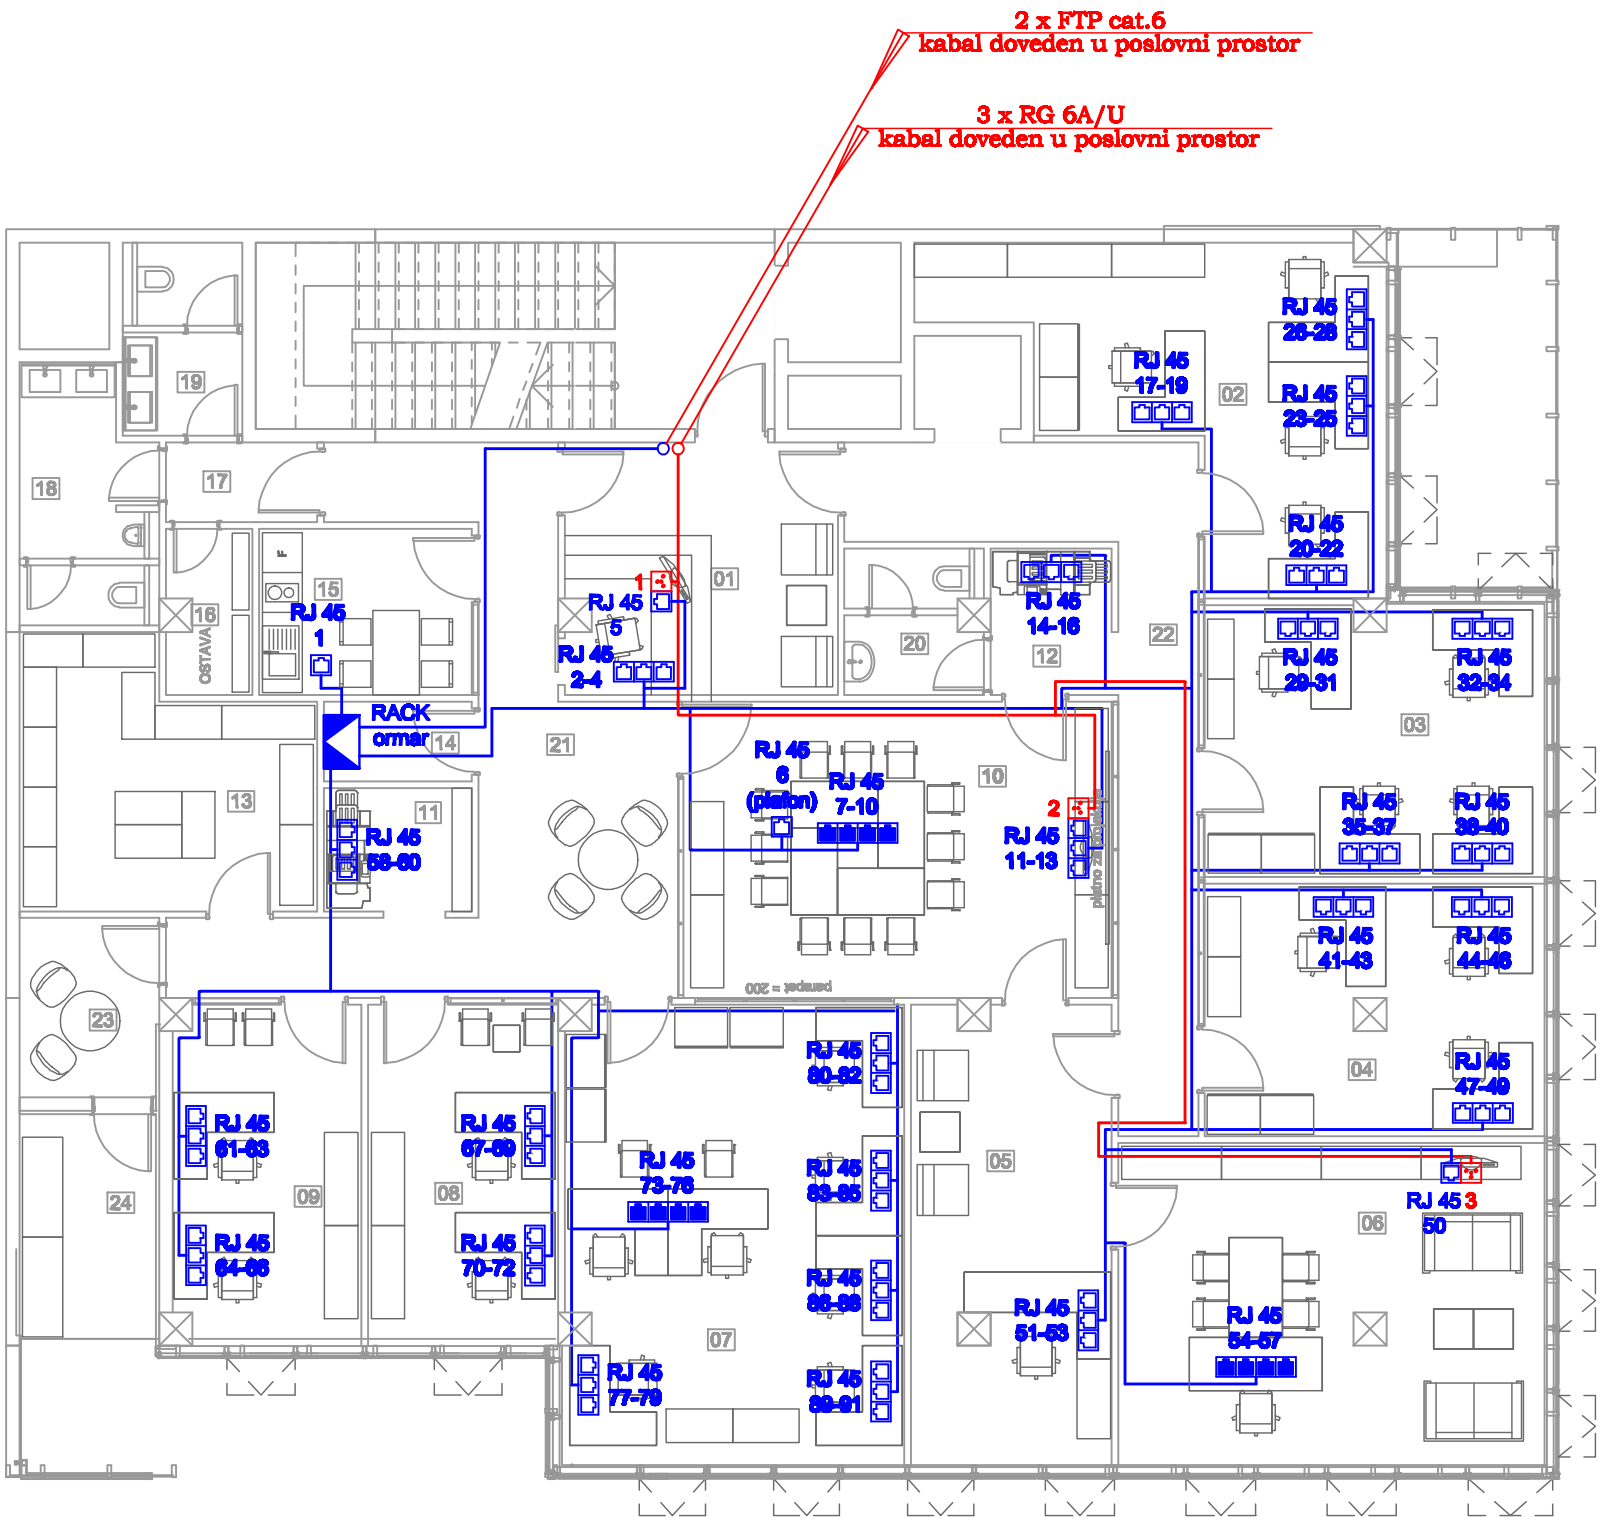 2 x FTP cat.6
kabal doveden u poslovni prostor
3 x RG 6A/U
kabal doveden u poslovni prostor
RJ 45
26-28
RJ 45
17-19
19
02
RJ 45
23-25
18
17
RJ 45
20-22
F
15
16
OSTAVA
RJ 45
1
1
01
RJ 45
5
RJ 45
2-4
RJ 45
14-16
20
12
22
RJ 45
29-31
RJ 45
32-34
03
RACK
ormar
14
21
RJ 45
6
(plafon)
RJ 45
7-10
10
2
RJ 45
11-13
RJ 45
35-37
RJ 45
38-40
13
11
RJ 45
58-60
RJ 45
41-43
RJ 45
44-46
parapet = 200
23
RJ 45
80-82
04
RJ 45
47-49
RJ 45
61-63
RJ 45
67-69
RJ 45
73-76
RJ 45
83-85
05
24
09
08
RJ 45
50
3
06
RJ 45
64-66
RJ 45
70-72
RJ 45
86-88
RJ 45
51-53
RJ 45
54-57
07
RJ 45
77-79
RJ 45
89-91